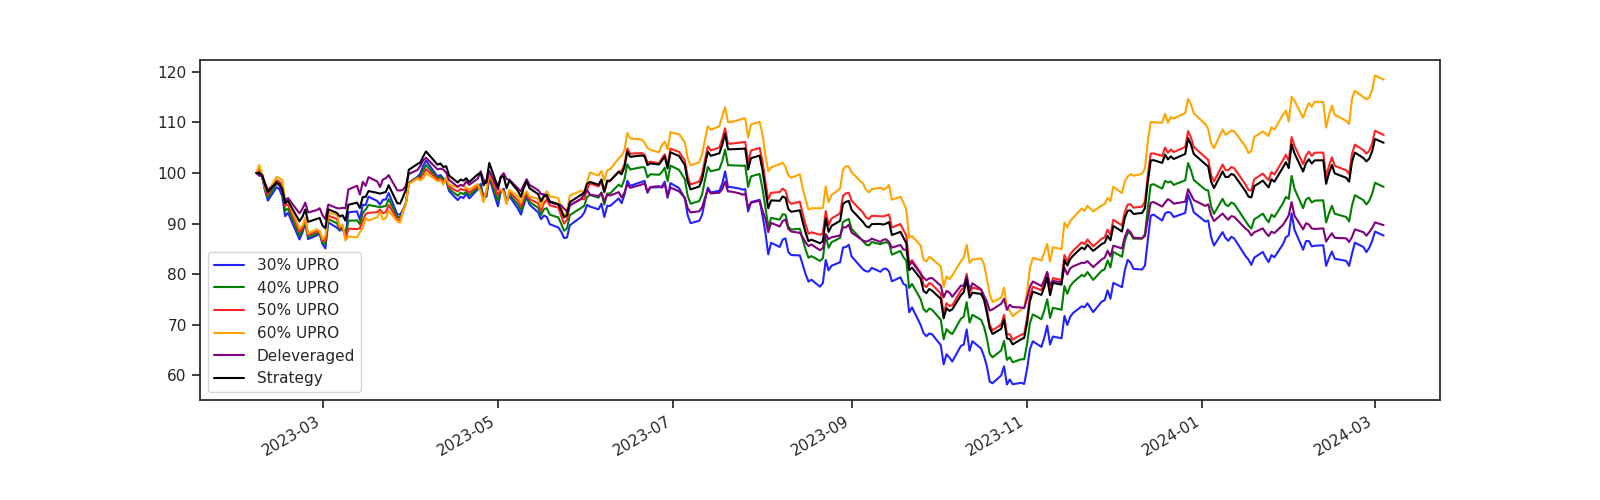 120
110
100
90
80
70
60
30% UPRO
40% UPRO
50% UPRO
60% UPRO
Deleveraged
Strategy
2023-03
2023-05
2023-07
2023-09
2023-11
2024-01
2024-03